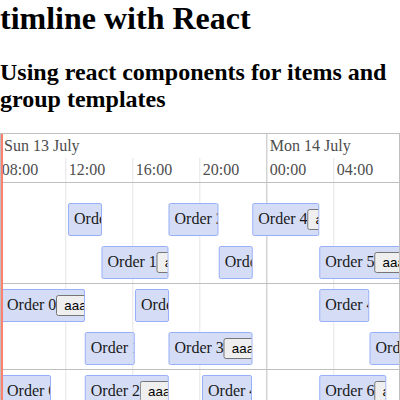 timline with React
Using react components for items and
group templates
Sun 13 July Mon 14 July
08:00 12:00 16:00 20:00 00:00 04:00
Order 4
Order 1 Order 5
Order 0 aaa
Order Order 3 aaa
Order 2 aaa Order 6